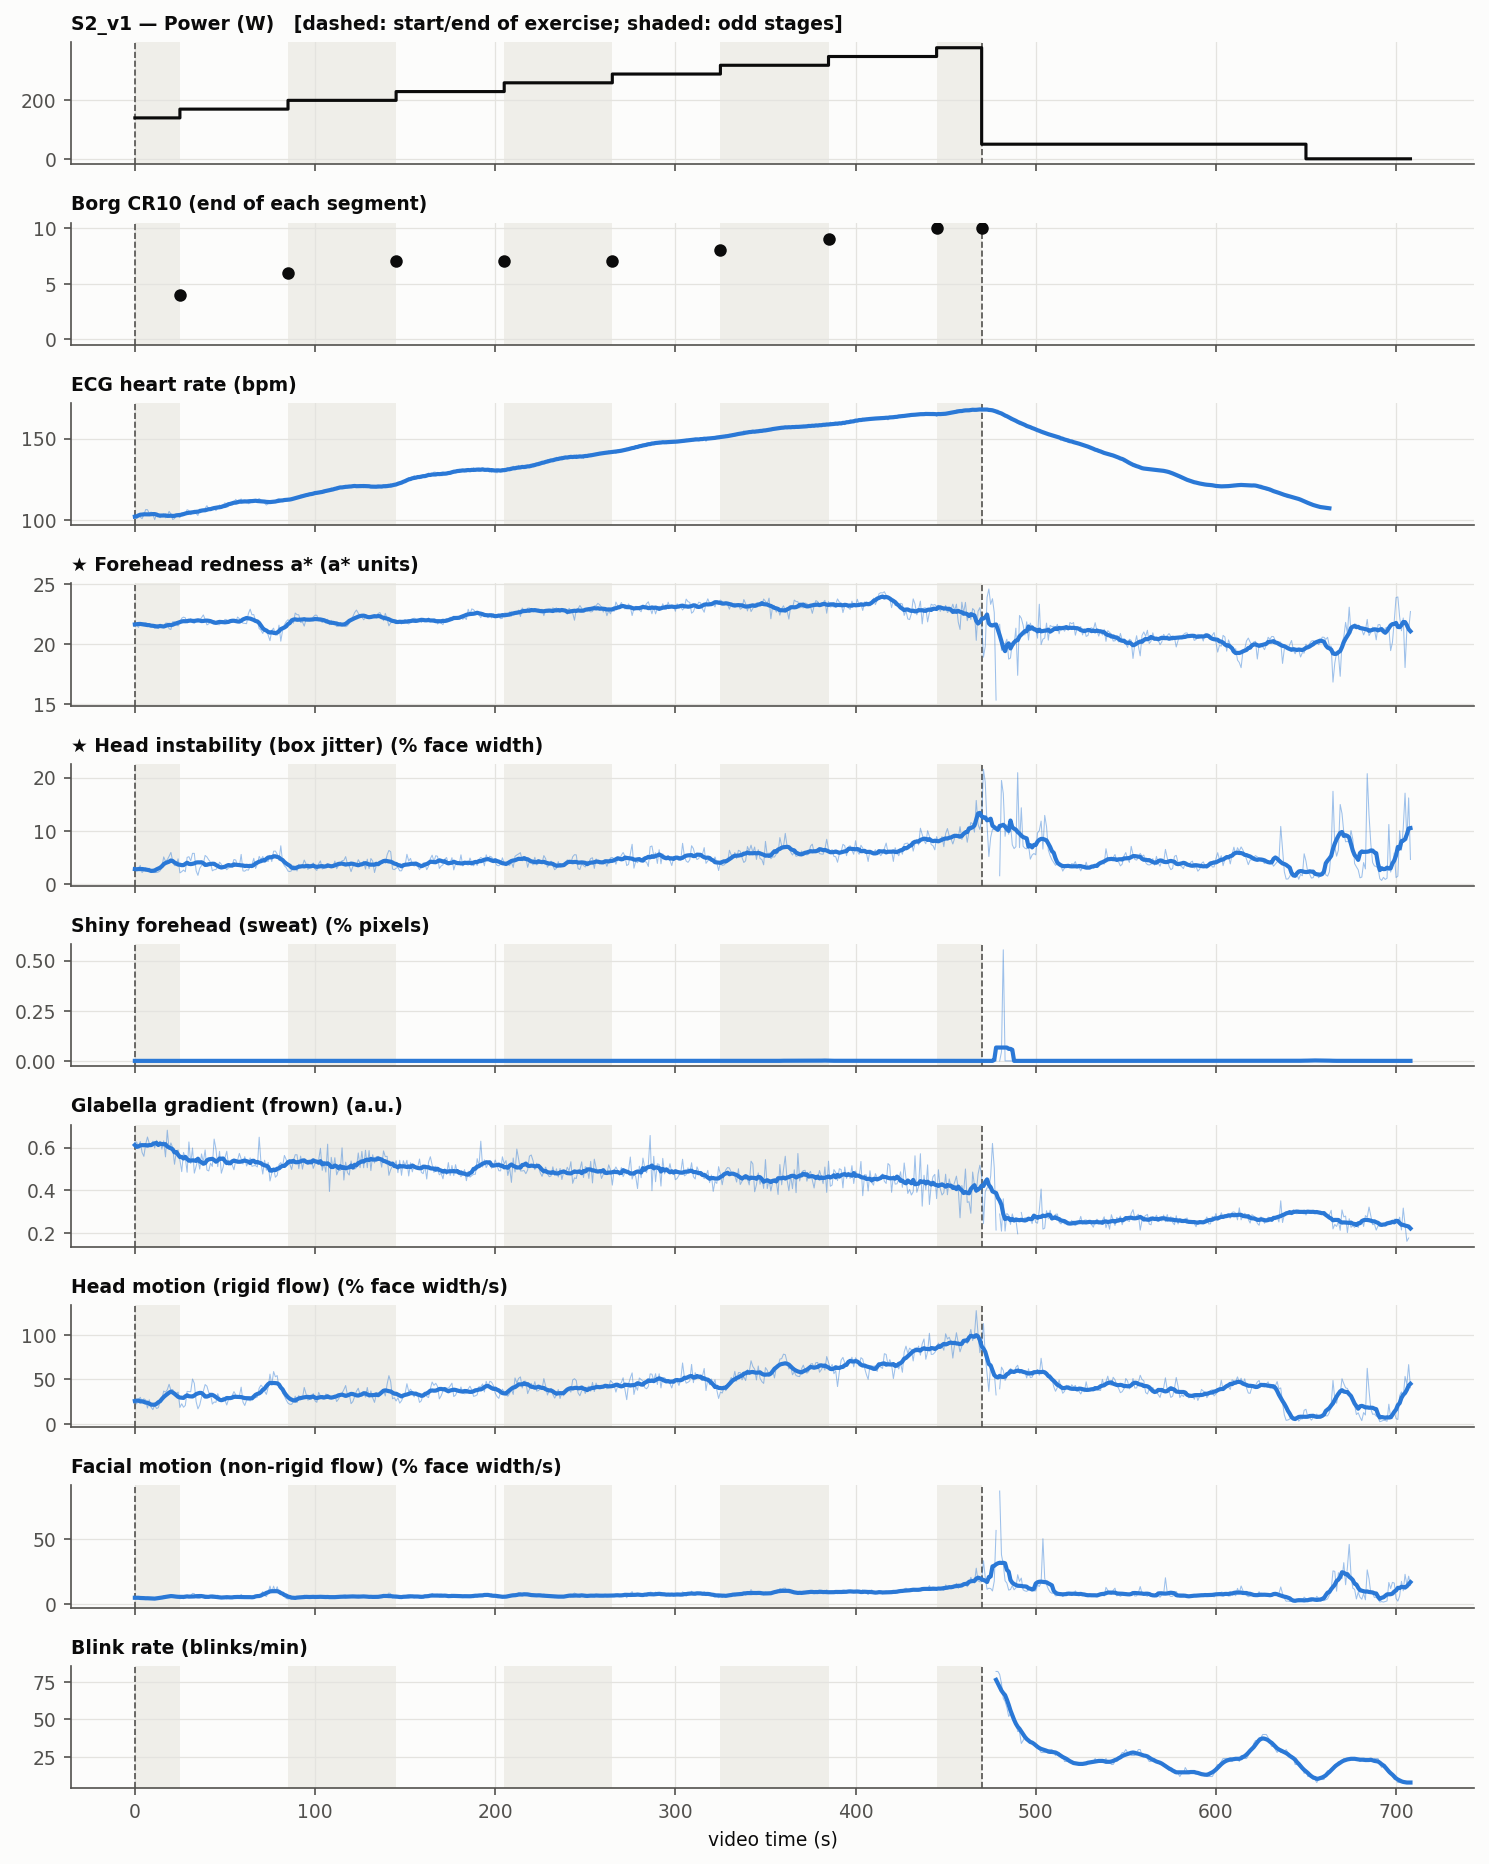 S2_v1 — Power (W)   [dashed: start/end of exercise; shaded: odd stages]
200
0
Borg CR10 (end of each segment)
10
5
0
ECG heart rate (bpm)
150
100
★ Forehead redness a* (a* units)
25
20
15
★ Head instability (box jitter) (% face width)
20
10
0
Shiny forehead (sweat) (% pixels)
0.50
0.25
0.00
Glabella gradient (frown) (a.u.)
0.6
0.4
0.2
Head motion (rigid flow) (% face width/s)
100
50
0
Facial motion (non-rigid flow) (% face width/s)
50
0
Blink rate (blinks/min)
75
50
25
0 100 200 300 400 500 600 700
video time (s)